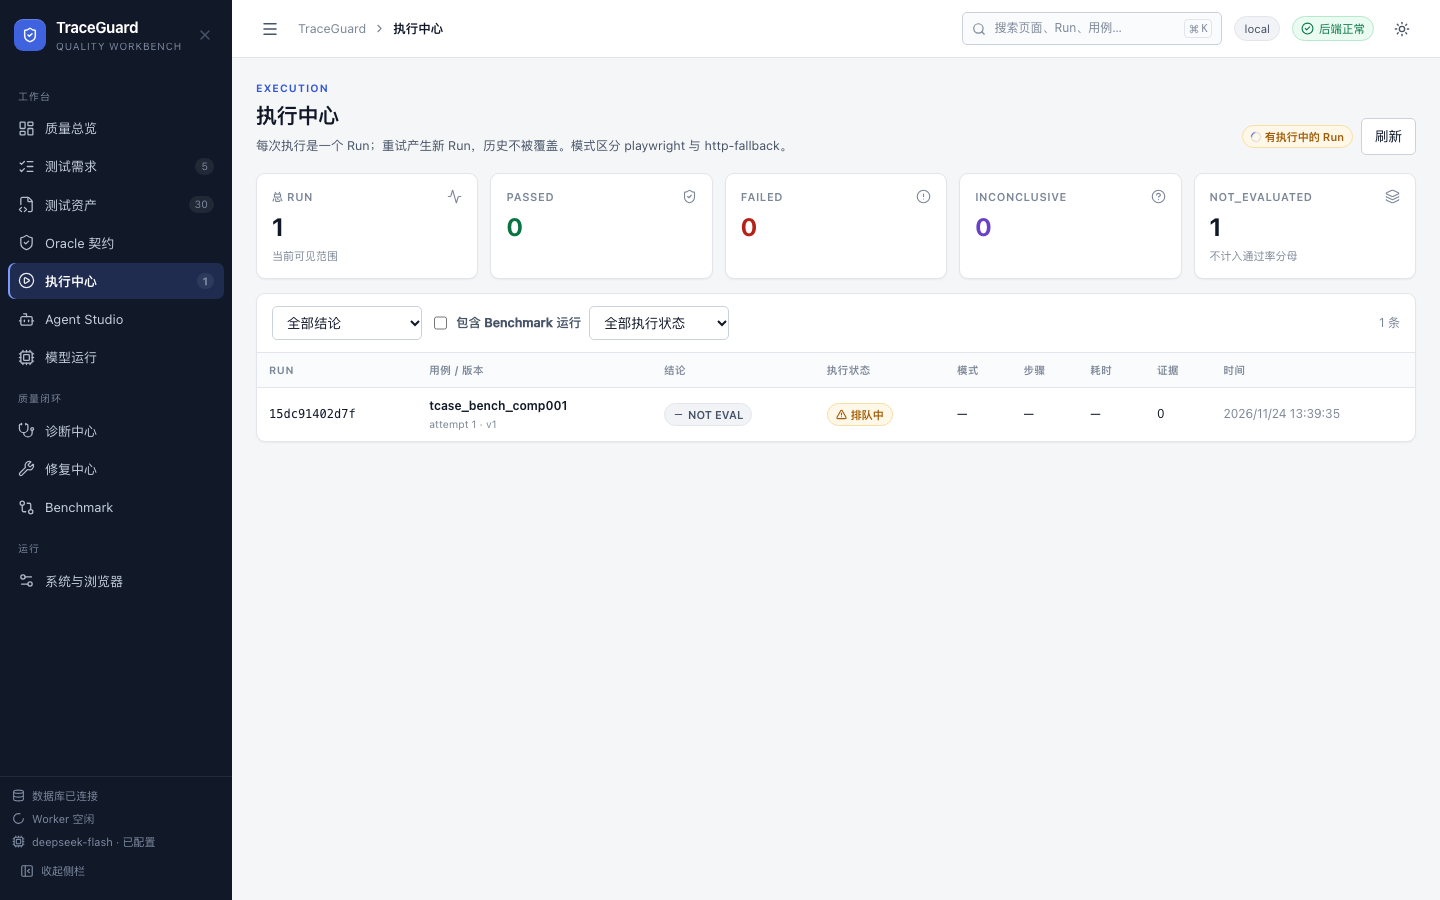 TraceGuard
QUALITY WORKBENCH
工作台
质量总览
测试需求 5
测试资产 30
Oracle 契约
执行中心 1
Agent Studio
模型运行
质量闭环
诊断中心
修复中心
Benchmark
运行
系统与浏览器
数据库已连接
Worker 空闲
deepseek-flash · 已配置
收起侧栏
TraceGuard > 执行中心
搜索页面、Run、用例... ⌘ K
local
后端正常
EXECUTION
执行中心
每次执行是一个 Run；重试产生新 Run，历史不被覆盖。模式区分 playwright 与 http-fallback。
有执行中的 Run
刷新
总 RUN
1
当前可见范围
PASSED
0
FAILED
0
INCONCLUSIVE
0
NOT_EVALUATED
1
不计入通过率分母
全部结论 包含 Benchmark 运行 全部执行状态 1 条
RUN 用例 / 版本 结论 执行状态 模式 步骤 耗时 证据 时间
15dc91402d7f tcase_bench_comp001 — NOT EVAL 排队中 — — — 0 2026/11/24 13:39:35
attempt 1 · v1